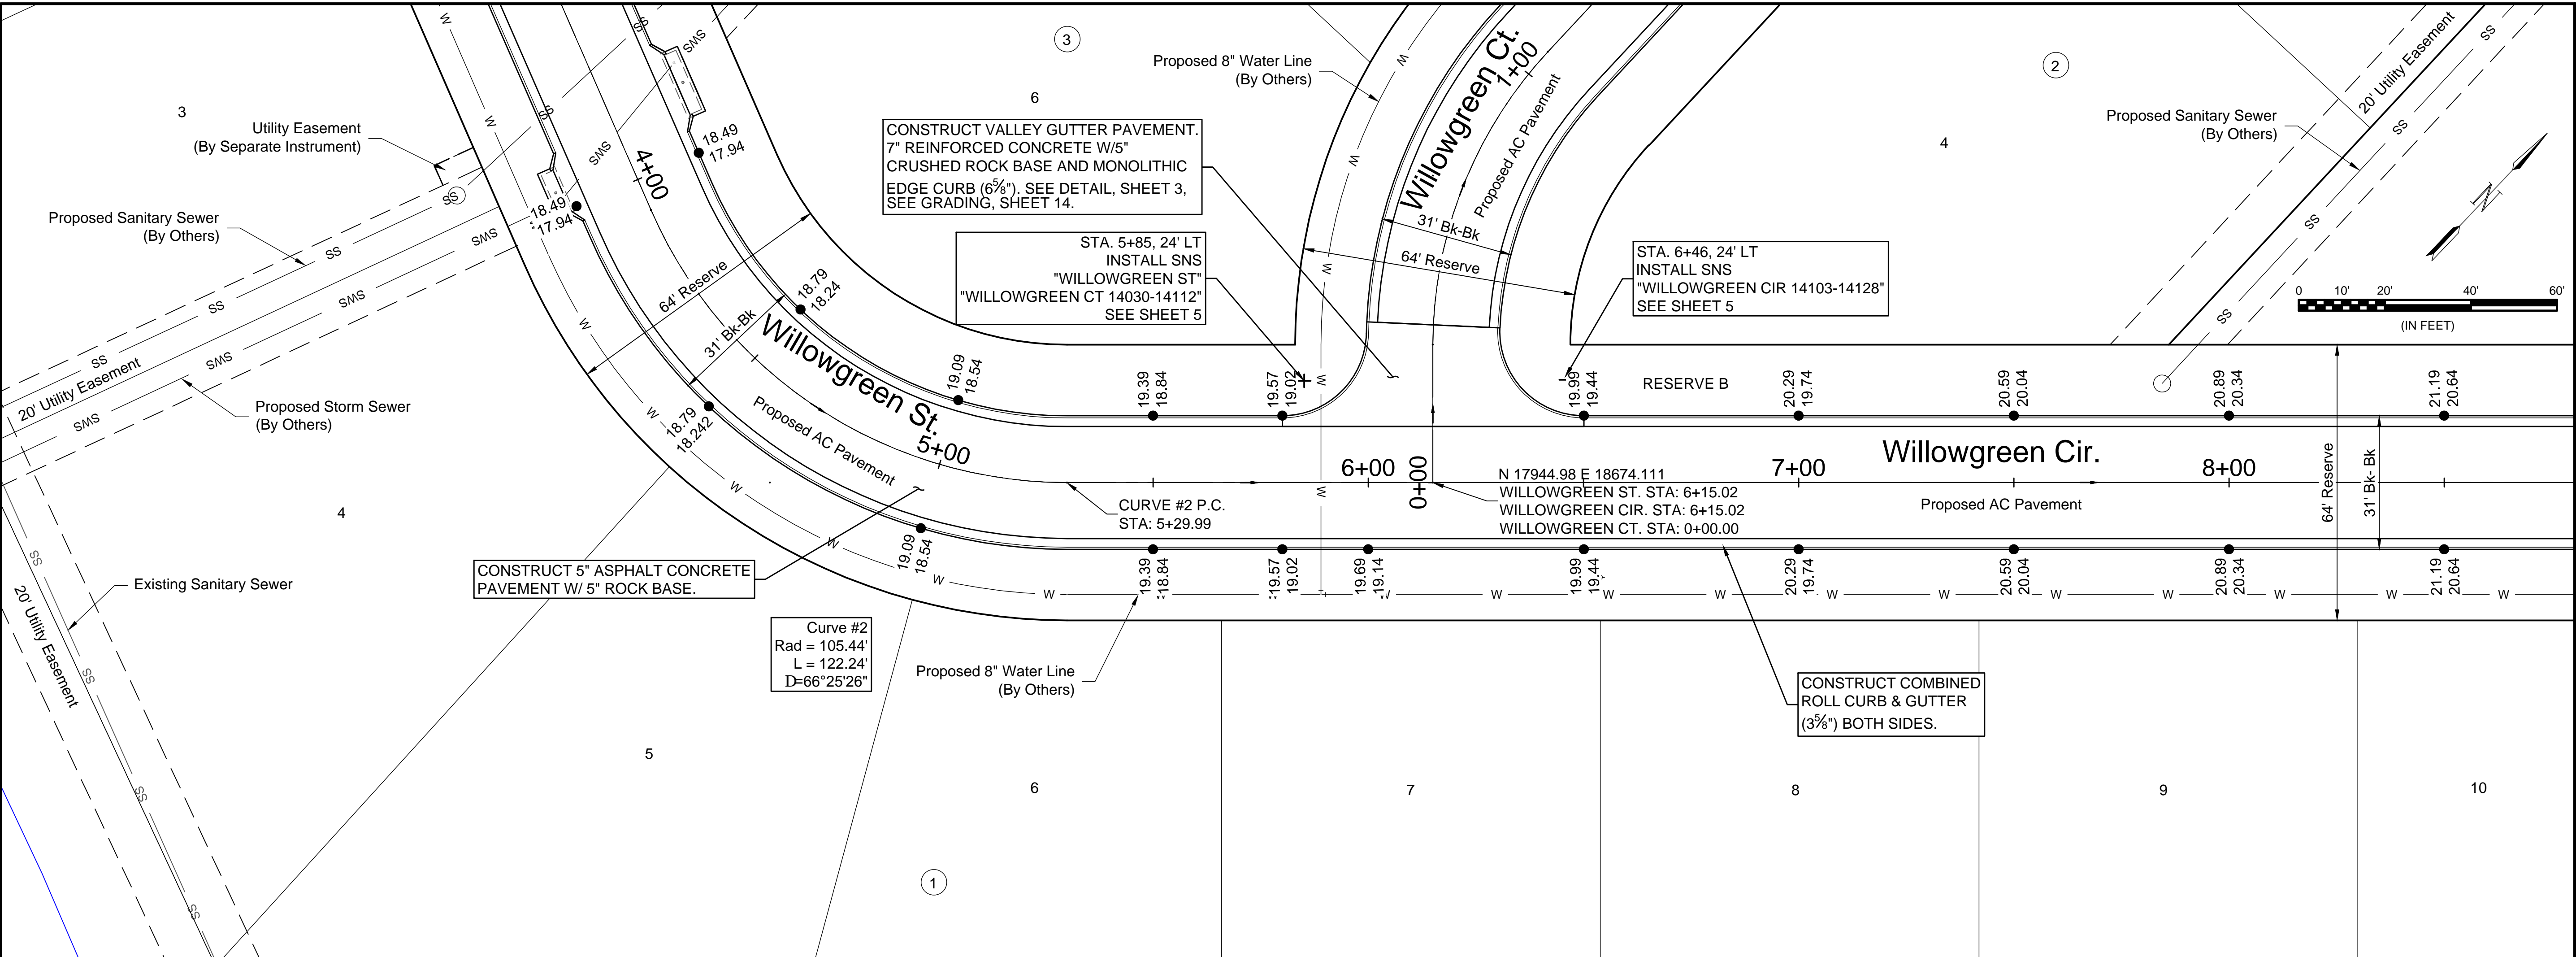 3
Utility Easement
(By Separate Instrument)
Proposed Sanitary Sewer
(By Others)
20' Utility Easement
Proposed Storm Sewer
(By Others)
4
Existing Sanitary Sewer
20' Utility Easement
SS
SWS
W
4+00
18.49
17.94
18.49
17.94
64' Reserve
31' Bk-Bk
18.79
18.24
18.79
18.242
Willowgreen St.
Proposed AC Pavement
5+00
19.09
18.54
19.09
18.54
3
6
CONSTRUCT VALLEY GUTTER PAVEMENT.
7" REINFORCED CONCRETE W/5"
CRUSHED ROCK BASE AND MONOLITHIC
EDGE CURB (6⅝"). SEE DETAIL, SHEET 3,
SEE GRADING, SHEET 14.
STA. 5+85, 24' LT
INSTALL SNS
"WILLOWGREEN ST"
"WILLOWGREEN CT 14030-14112"
SEE SHEET 5
Proposed 8" Water Line
(By Others)
Willowgreen Ct.
1+00
Proposed AC Pavement
31' Bk-Bk
64' Reserve
STA. 6+46, 24' LT
INSTALL SNS
"WILLOWGREEN CIR 14103-14128"
SEE SHEET 5
2
4
Proposed Sanitary Sewer
(By Others)
20' Utility Easement
N
0 10' 20' 40' 60'
(IN FEET)
RESERVE B
19.39
18.84
19.57
19.02
19.99
19.44
20.29
19.74
20.59
20.04
20.89
20.34
21.19
20.64
6+00
0+00
7+00
Willowgreen Cir.
8+00
64' Reserve
31' Bk- Bk
CURVE #2 P.C.
STA: 5+29.99
N 17944.98 E 18674.111
WILLOWGREEN ST. STA: 6+15.02
WILLOWGREEN CIR. STA: 6+15.02
WILLOWGREEN CT. STA: 0+00.00
Proposed AC Pavement
19.39
18.84
19.57
19.02
19.69
19.14
19.99
19.44
20.29
19.74
20.59
20.04
20.89
20.34
21.19
20.64
CONSTRUCT 5" ASPHALT CONCRETE
PAVEMENT W/ 5" ROCK BASE.
Curve #2
Rad = 105.44'
L = 122.24'
D=66°25'26"
Proposed 8" Water Line
(By Others)
CONSTRUCT COMBINED
ROLL CURB & GUTTER
(3⅝") BOTH SIDES.
5
6
7
8
9
10
1